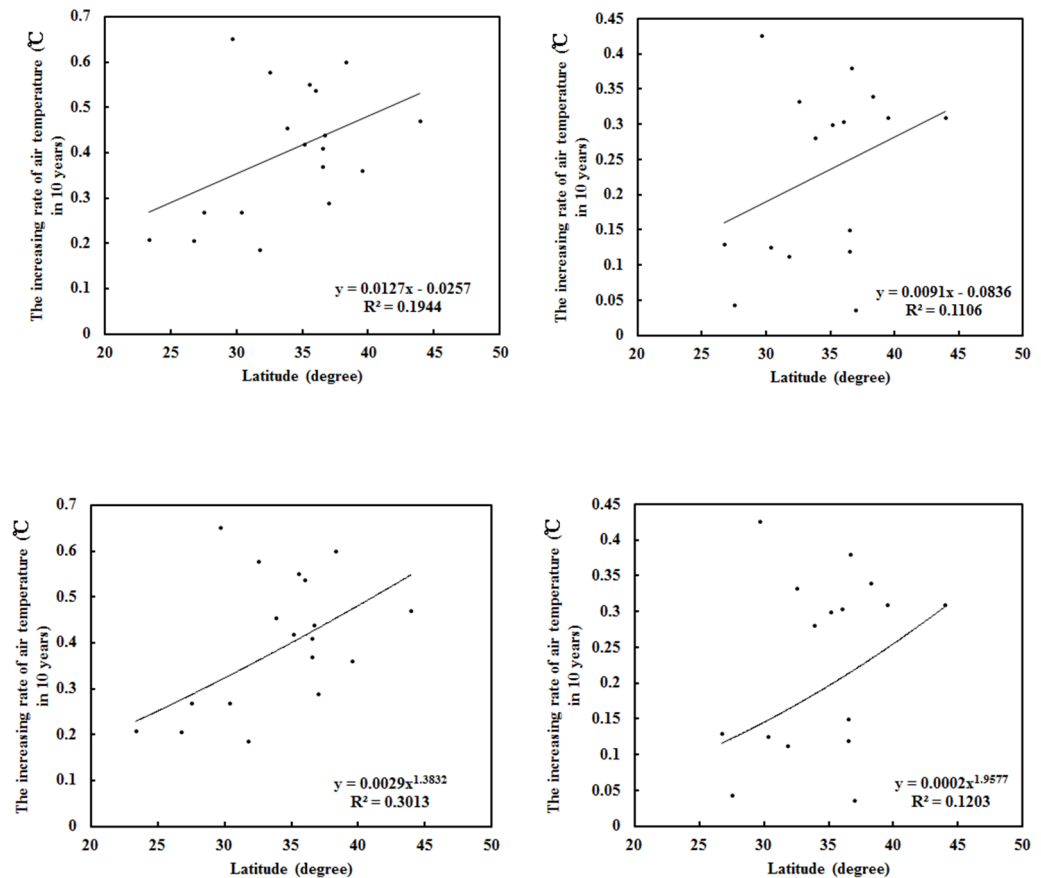 The increasing rate of air temperature (℃
in 10 years)
0.7
0.6
0.5
0.4
0.3
0.2
0.1
0
y = 0.0127x - 0.0257
R² = 0.1944
20 25 30 35 40 45 50
Latitude (degree)
The increasing rate of air temperature (℃
in 10 years)
0.45
0.4
0.35
0.3
0.25
0.2
0.15
0.1
0.05
0
y = 0.0091x - 0.0836
R² = 0.1106
20 25 30 35 40 45 50
Latitude (degree)
The increasing rate of air temperature (℃
in 10 years)
0.7
0.6
0.5
0.4
0.3
0.2
0.1
0
y = 0.0029x^1.3832
R² = 0.3013
20 25 30 35 40 45 50
Latitude (degree)
The increasing rate of air temperature (℃
in 10 years)
0.45
0.4
0.35
0.3
0.25
0.2
0.15
0.1
0.05
0
y = 0.0002x^1.9577
R² = 0.1203
20 25 30 35 40 45 50
Latitude (degree)